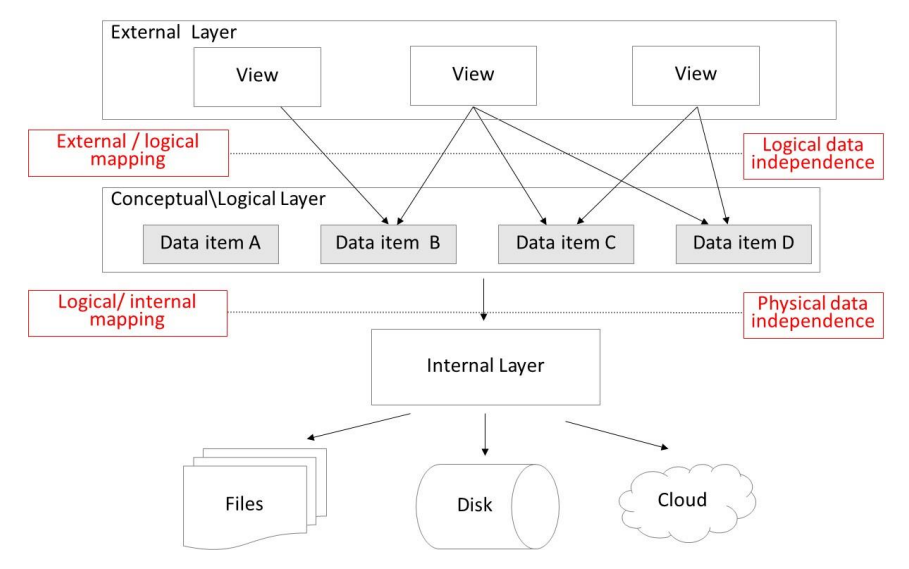 External Layer
View
View
View
External / logical
mapping
Logical data
independence
Conceptual\Logical Layer
Data item A
Data item B
Data item C
Data item D
Logical/ internal
mapping
Physical data
independence
Internal Layer
Files
Disk
Cloud